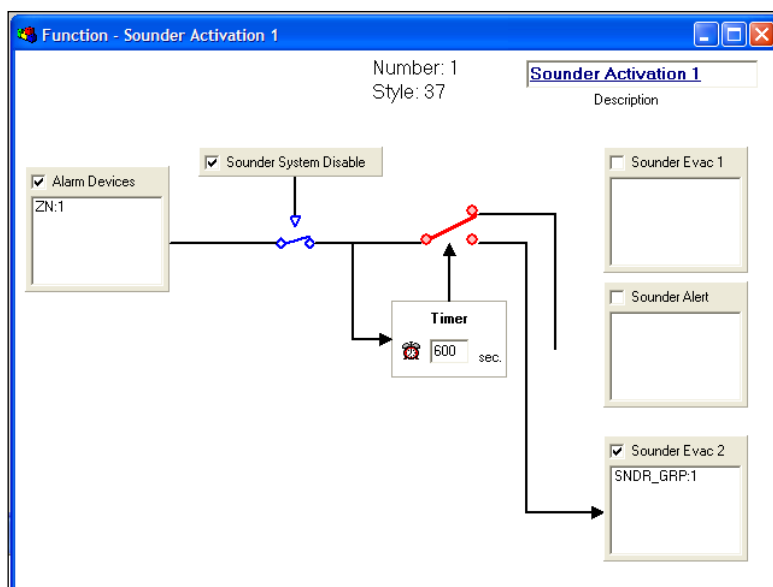 Function - Sounder Activation 1
Number: 1
Style: 37
Sounder Activation 1
Description
Sounder System Disable
Alarm Devices
ZN:1
Sounder Evac 1
Sounder Alert
Timer
600 sec.
Sounder Evac 2
SNDR_GRP:1